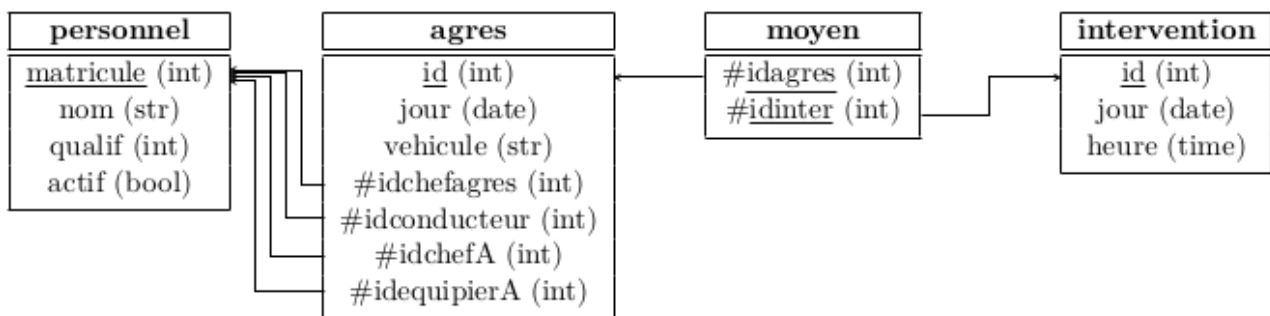 personnel
matricule (int)
nom (str)
qualif (int)
actif (bool)
agres
id (int)
jour (date)
vehicule (str)
#idchefagres (int)
#idconducteur (int)
#idchefA (int)
#idequipierA (int)
moyen
#idagres (int)
#idinter (int)
intervention
id (int)
jour (date)
heure (time)